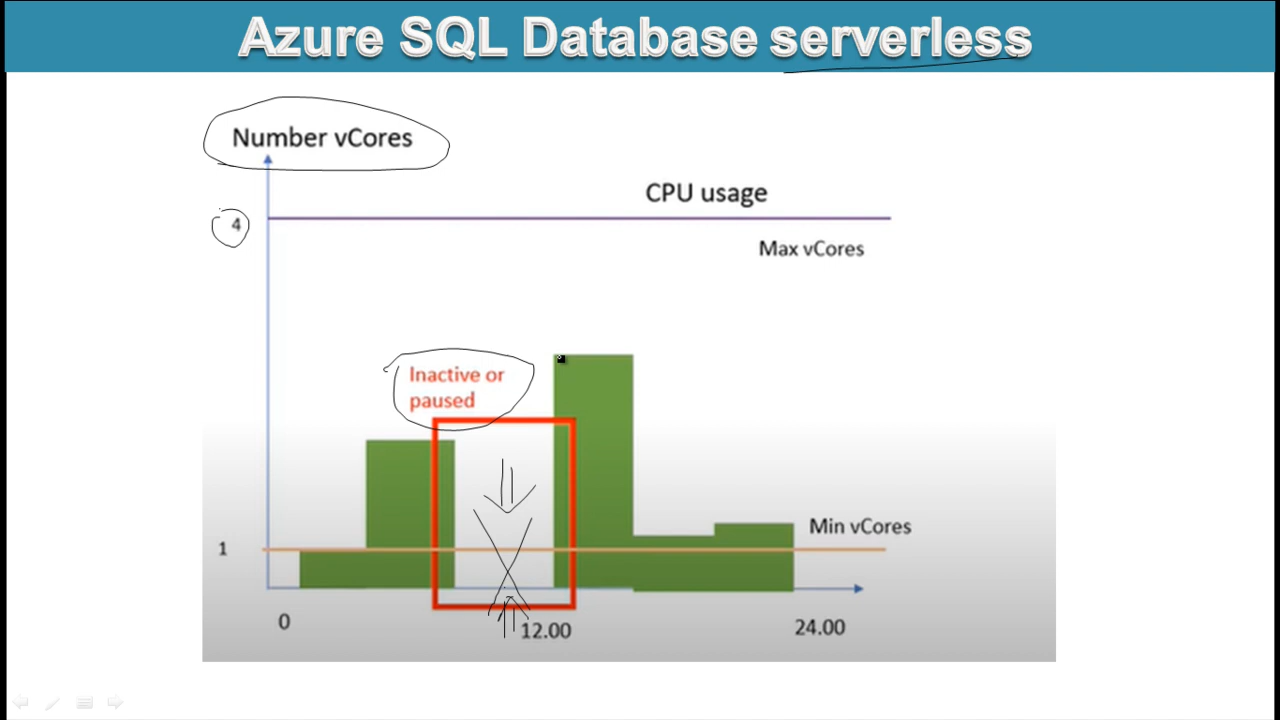 Azure SQL Database serverless
Number vCores
CPU usage
4
Max vCores
Inactive or
paused
Min vCores
1
0
12.00
24.00